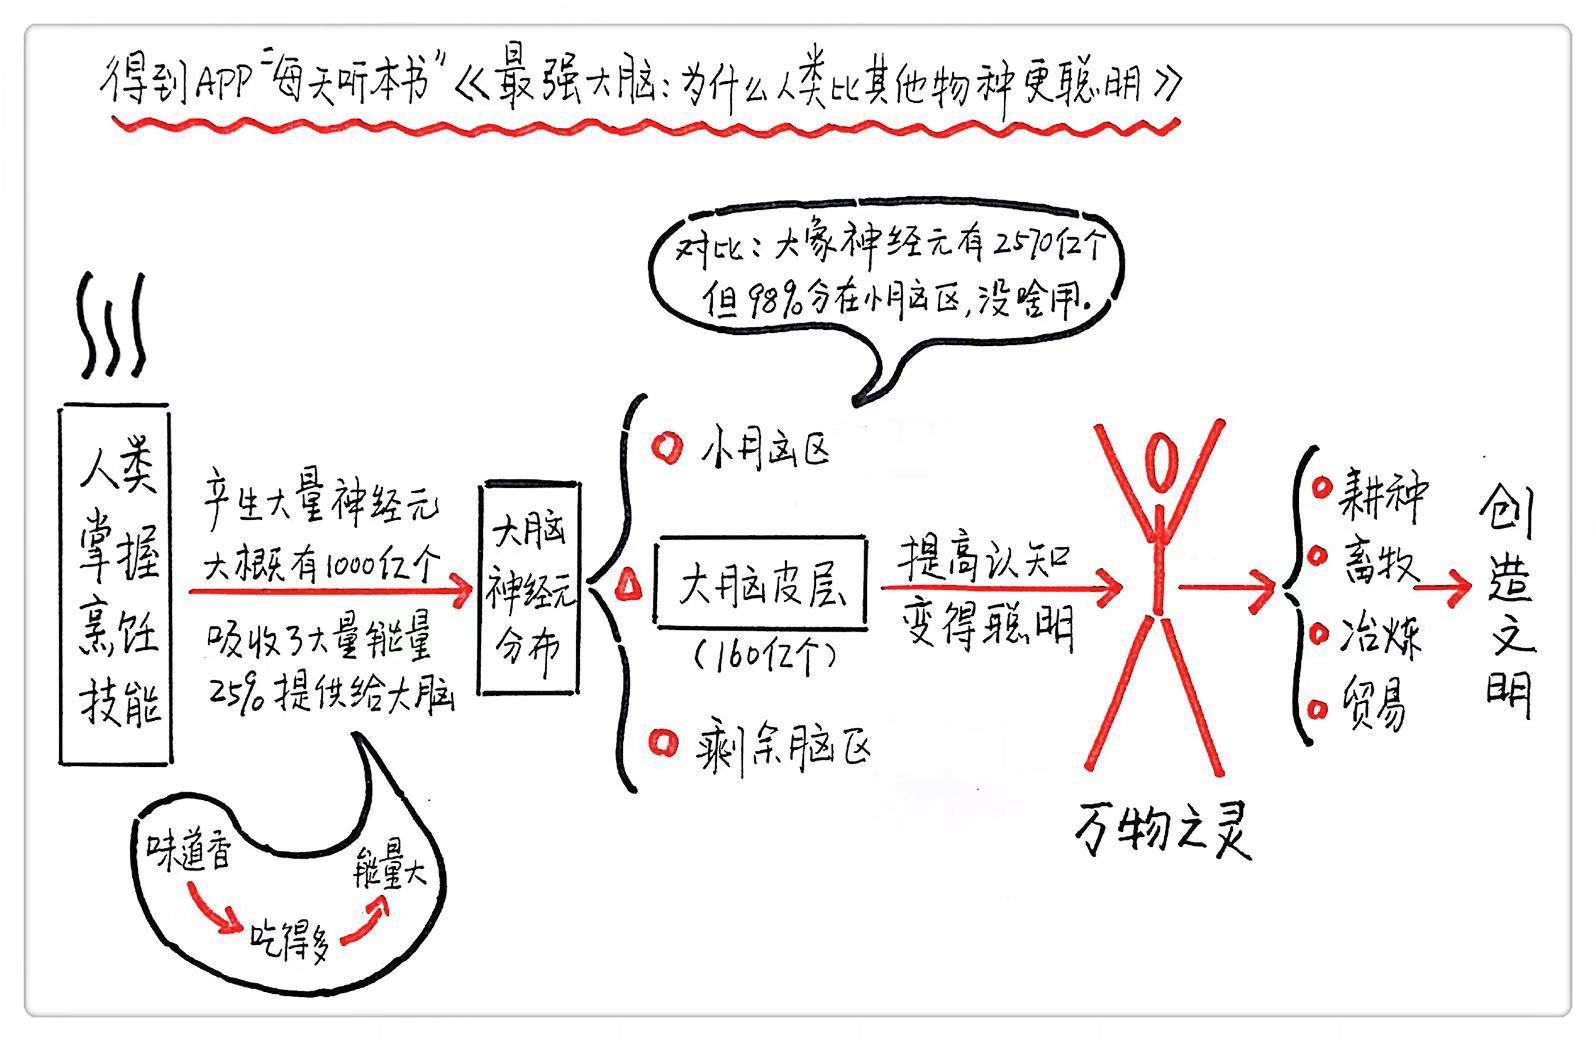 得到APP“每天听本书”《最强大脑：为什么人类比其他物种更聪明》
对比：大象神经元有2570亿个
但98%分在小脑区，没啥用。
人类
掌握
烹饪
技能
产生大量神经元
大概有1000亿个
吸收了大量能量
25%提供给大脑
味道香
吃得多
能量大
大脑
神经元
分布
小脑区
大脑皮层
（160亿个）
剩余脑区
提高认知
变得聪明
万物之灵
耕种
畜牧
冶炼
贸易
创造文明